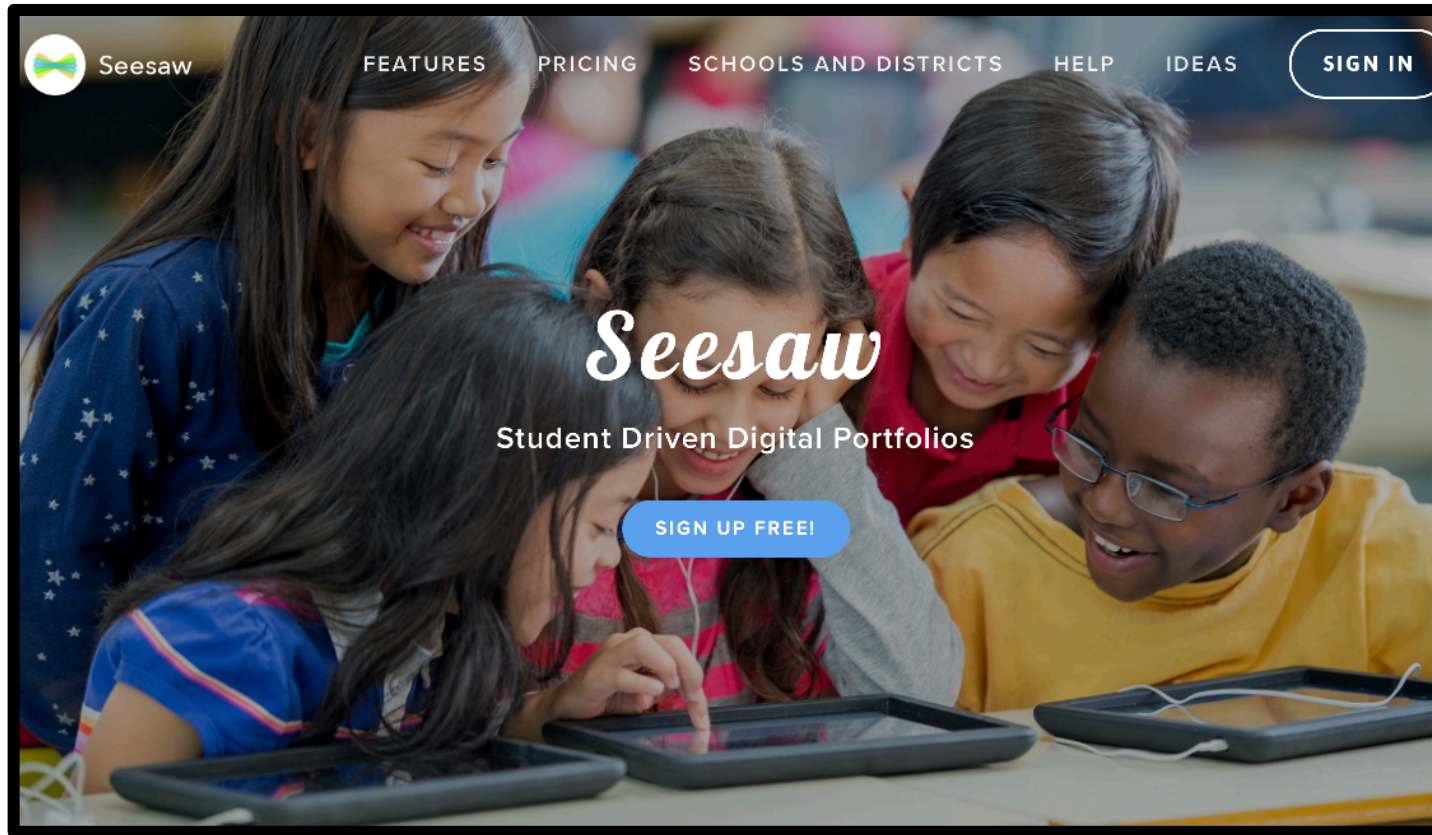 Seesaw
FEATURES PRICING SCHOOLS AND DISTRICTS HELP IDEAS SIGN IN
Seesaw
Student Driven Digital Portfolios
SIGN UP FREE!